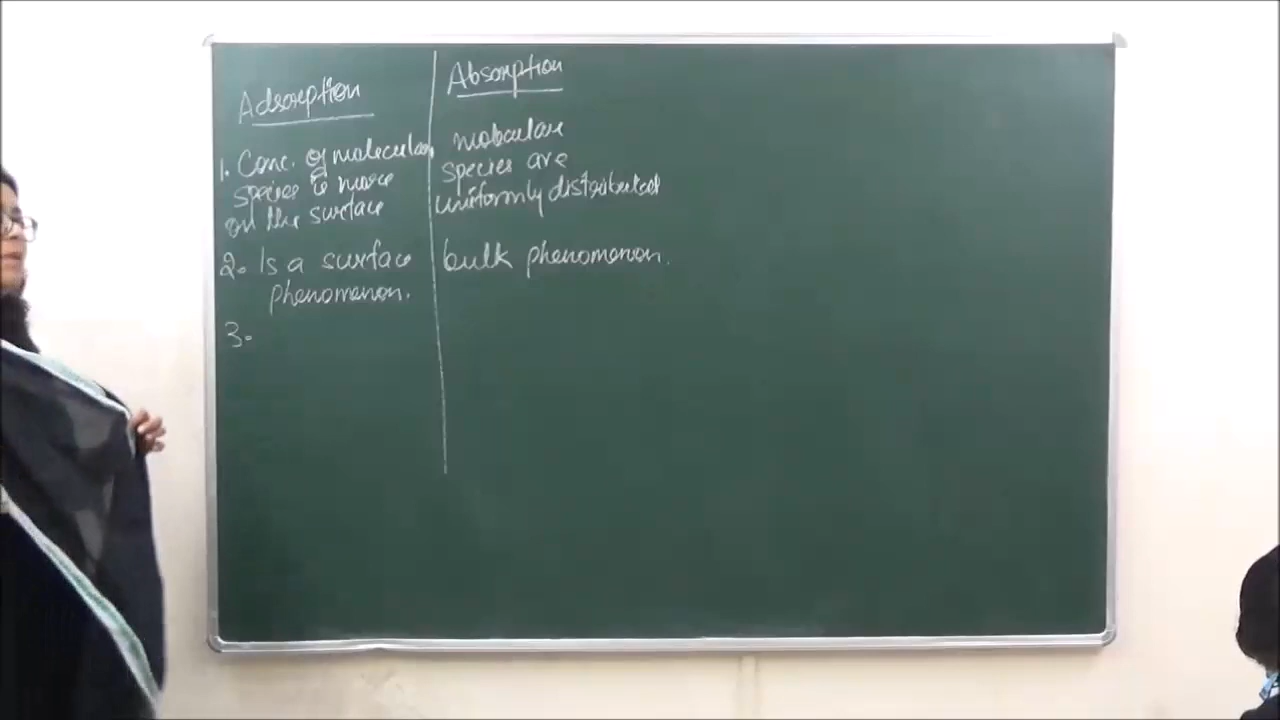 Adsorption
1. Conc. of molecular
species is more
on the surface
2. Is a surface
phenomenon.
3.
Absorption
molecular
species are
uniformly distributed
bulk phenomenon.